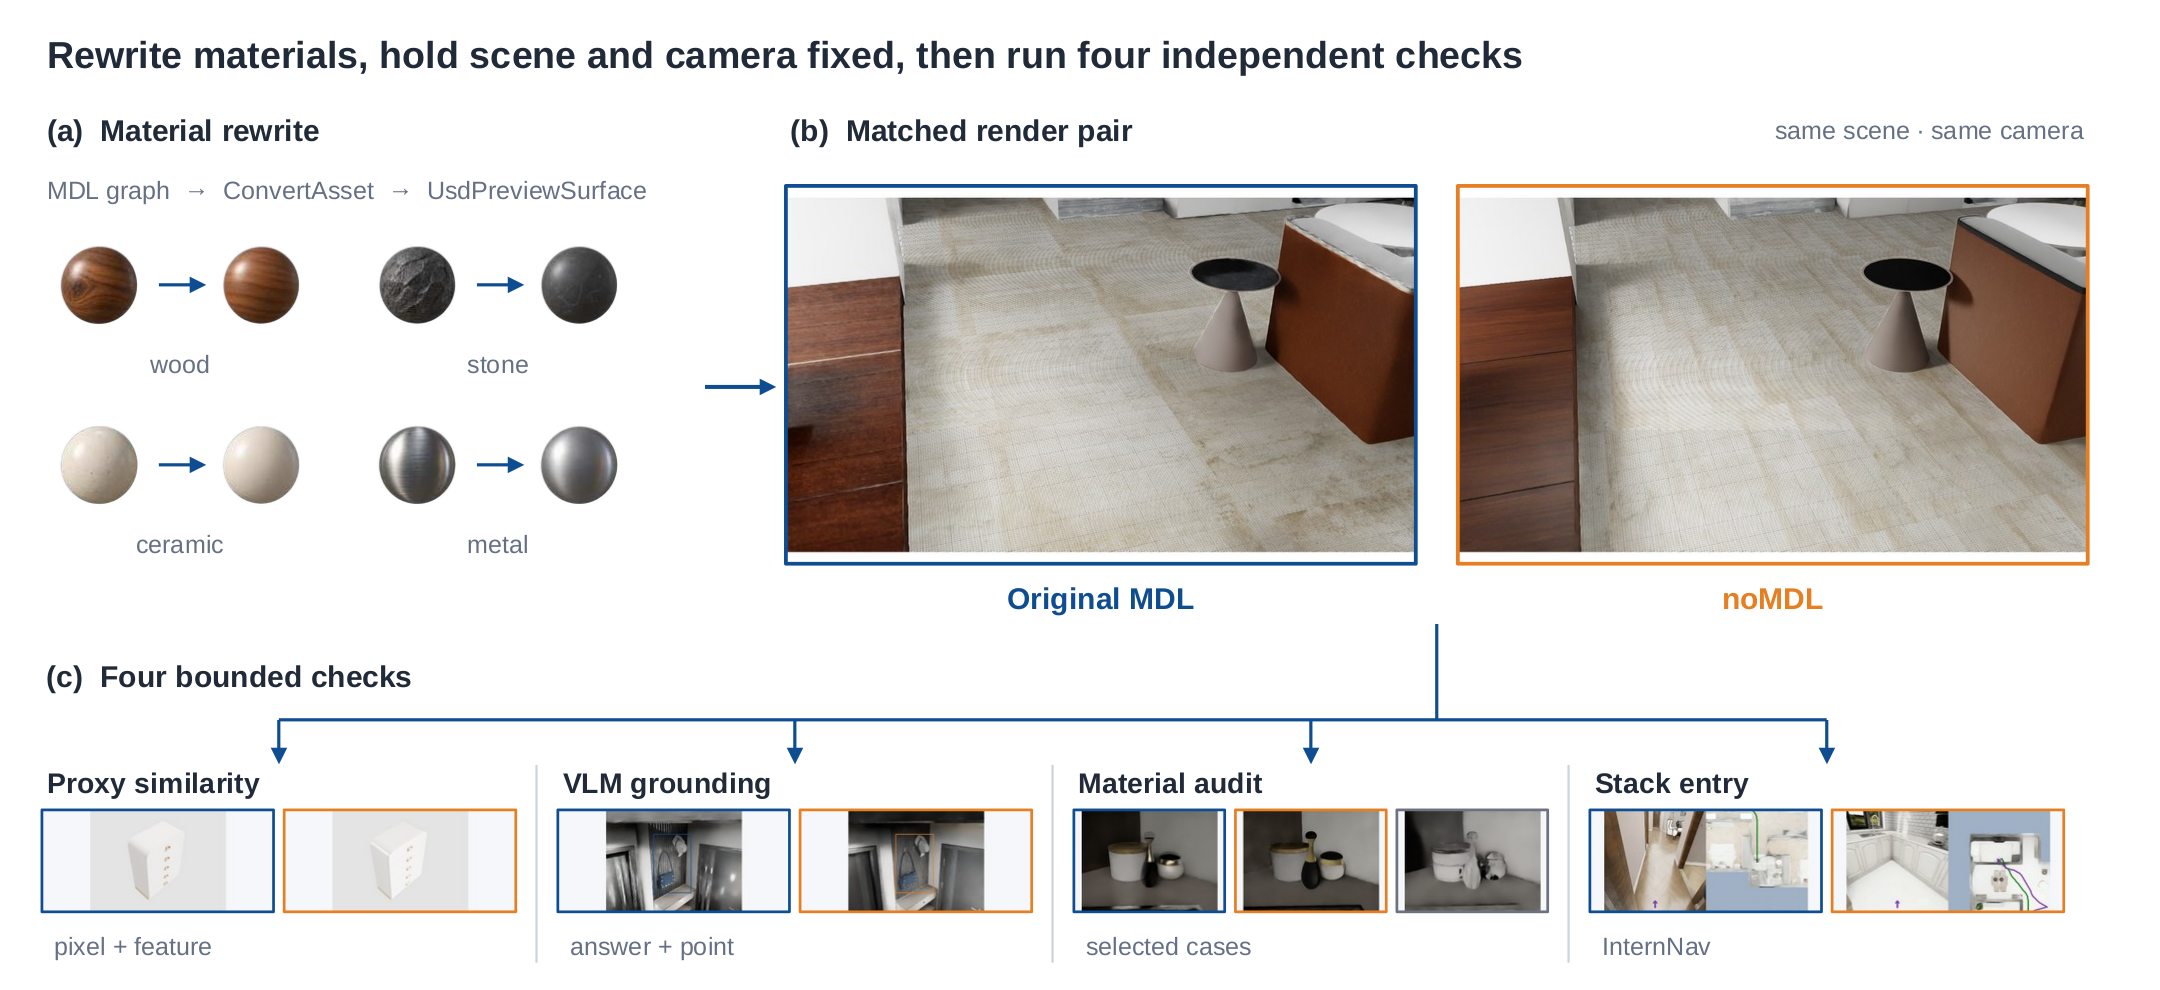 Rewrite materials, hold scene and camera fixed, then run four independent checks
(a) Material rewrite
MDL graph → ConvertAsset → UsdPreviewSurface
wood
stone
ceramic
metal
(b) Matched render pair
same scene · same camera
Original MDL
noMDL
(c) Four bounded checks
Proxy similarity
pixel + feature
VLM grounding
answer + point
Material audit
selected cases
Stack entry
InternNav